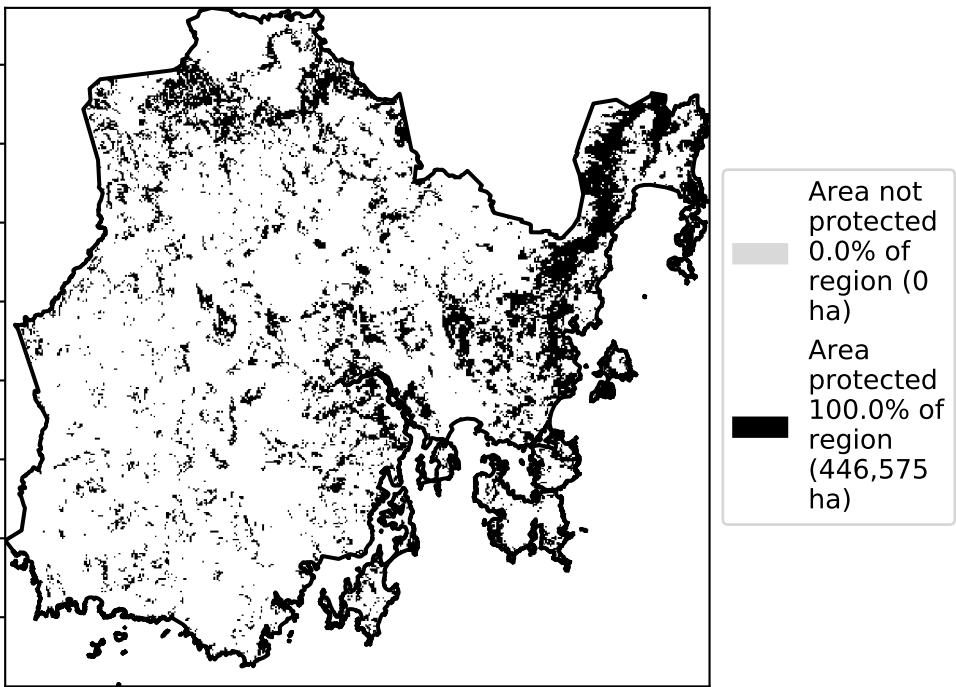 Area not
protected
0.0% of
region (0
ha)
Area
protected
100.0% of
region
(446,575
ha)